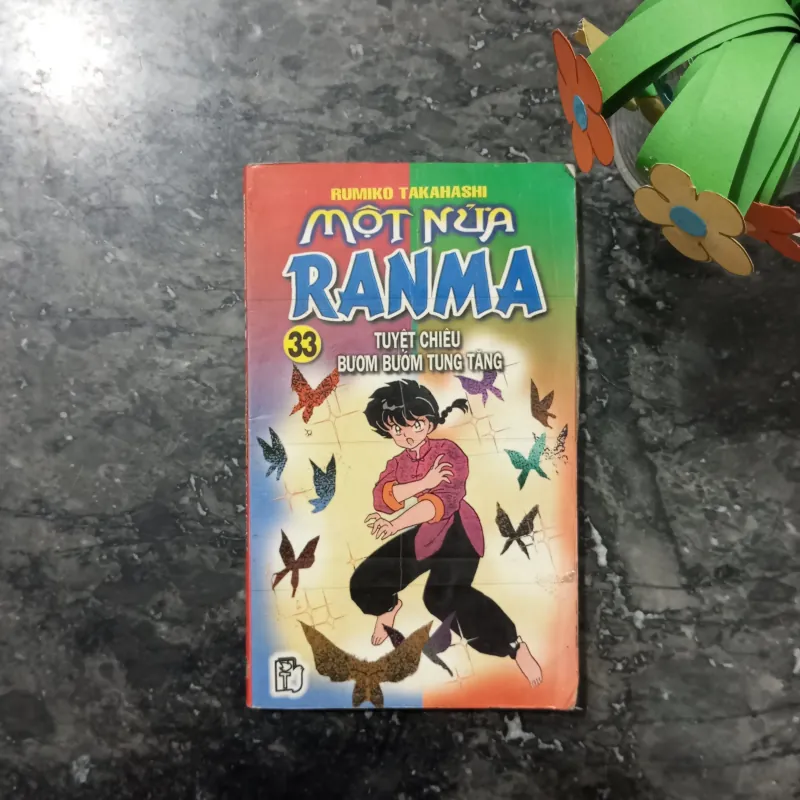 RUMIKO TAKAHASHI
MỘT NỬA
RANMA
33
TUYỆT CHIÊU
BƯƠM BƯỚM TUNG TĂNG